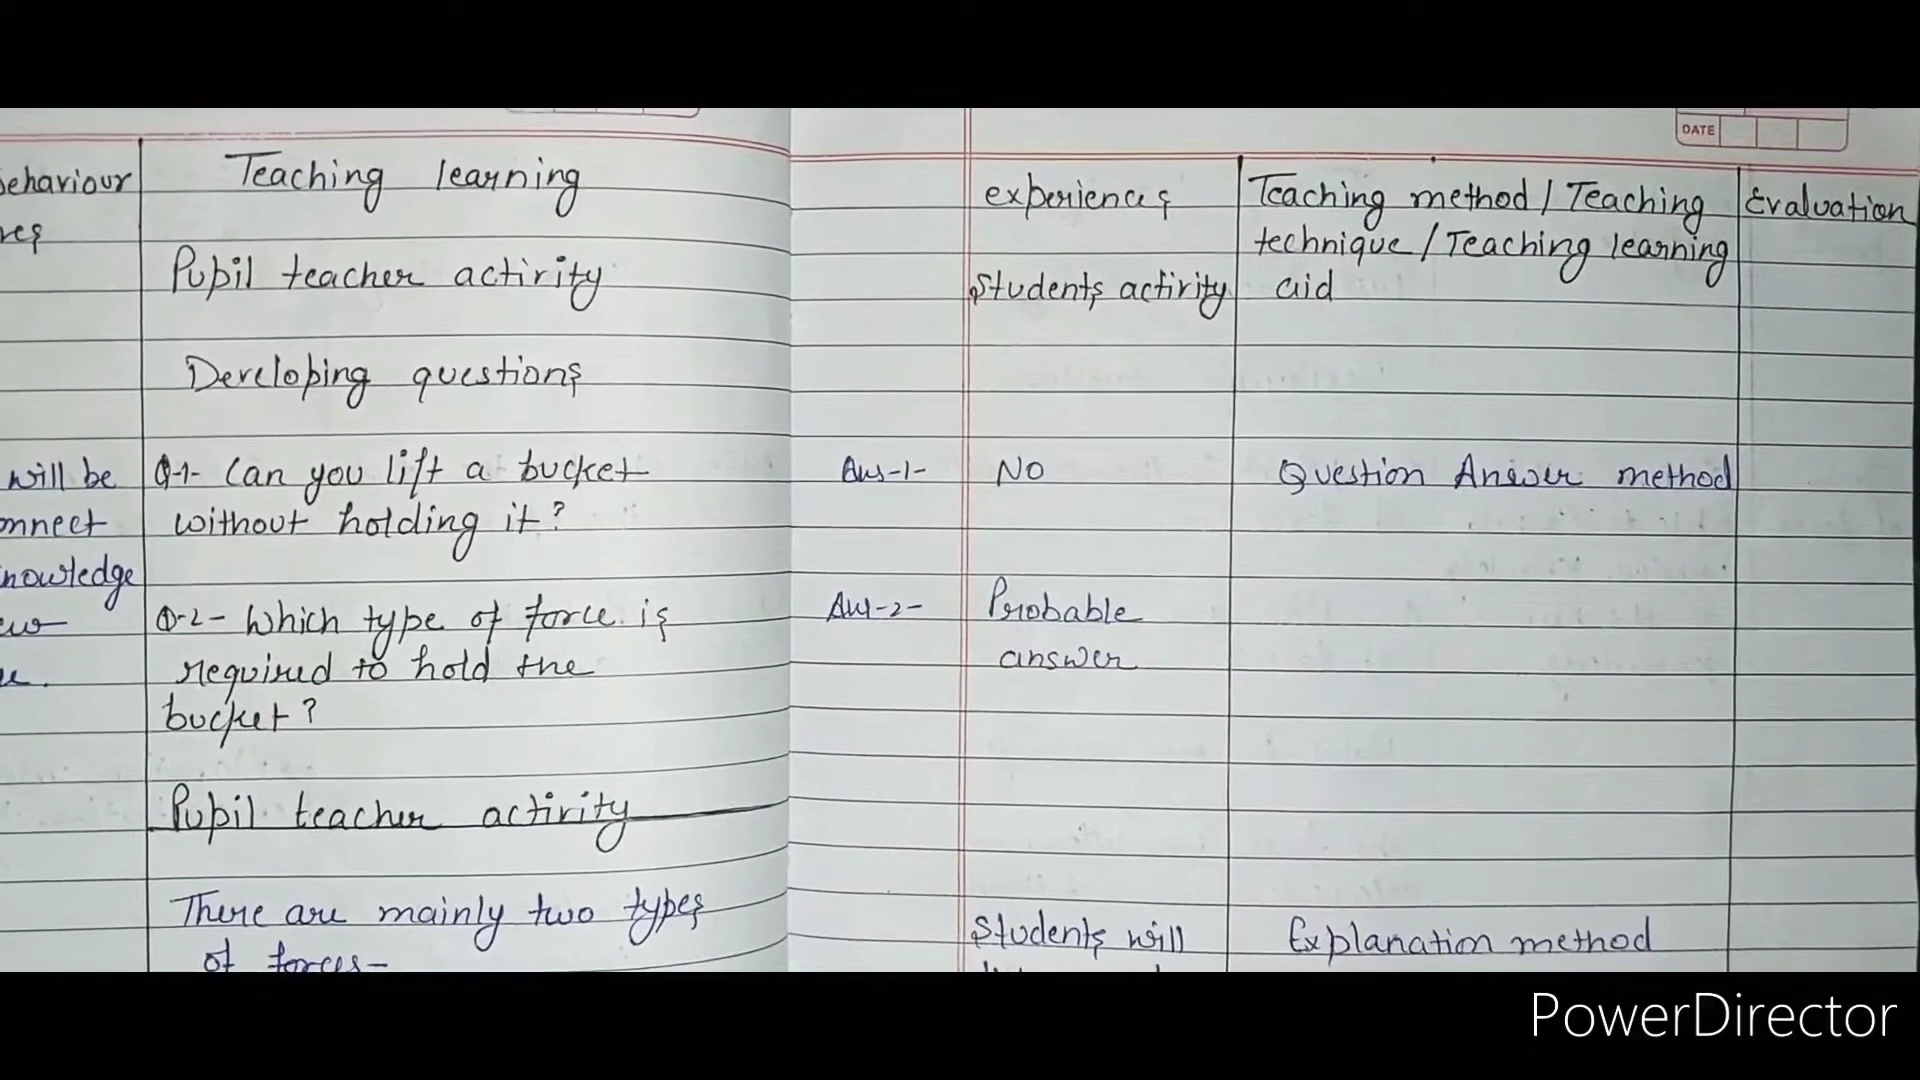 DATE
Teaching learning
experiences
Teaching method / Teaching
Evaluation
technique / Teaching learning
aid
Pupil teacher activity
Students activity
Developing questions
will be
Q-1- Can you lift a bucket
without holding it?
Ans-1- No
Question Answer method
Q-2- Which type of force is
required to hold the
bucket?
Ans-2- Probable
answer
Pupil teacher activity
There are mainly two types
of forces-
Students will
Explanation method
PowerDirector